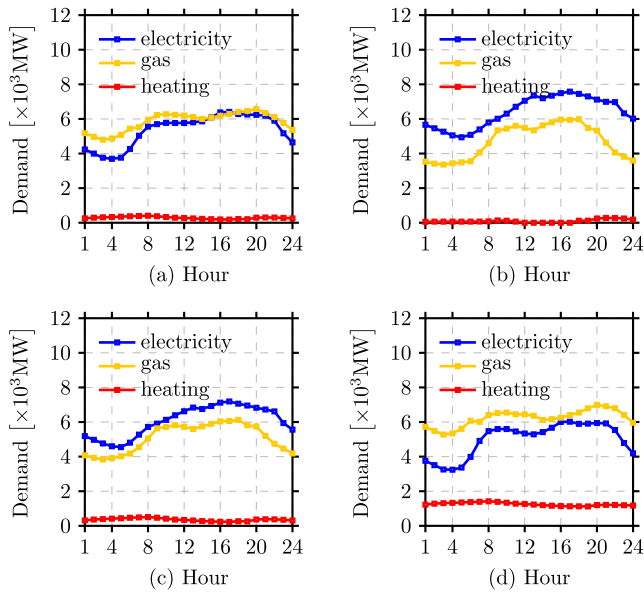 Demand [×10³MW]
12
10
8
6
4
2
0
electricity
gas
heating
1 4 8 12 16 20 24
(a) Hour
Demand [×10³MW]
12
10
8
6
4
2
0
electricity
gas
heating
1 4 8 12 16 20 24
(b) Hour
Demand [×10³MW]
12
10
8
6
4
2
0
electricity
gas
heating
1 4 8 12 16 20 24
(c) Hour
Demand [×10³MW]
12
10
8
6
4
2
0
electricity
gas
heating
1 4 8 12 16 20 24
(d) Hour